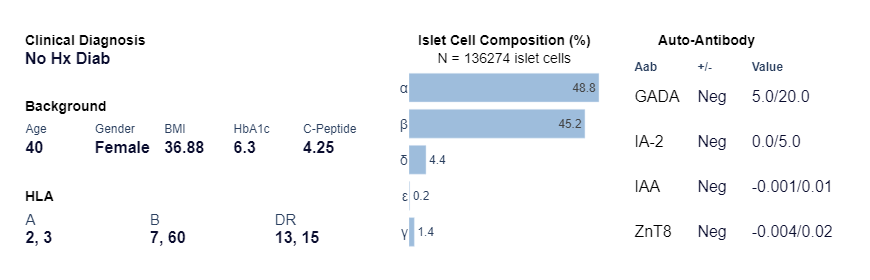 Clinical Diagnosis
No Hx Diab
Background
Age Gender BMI HbA1c C-Peptide
40 Female 36.88 6.3 4.25
HLA
A B DR
2, 3 7, 60 13, 15
Islet Cell Composition (%)
N = 136274 islet cells
α 48.8
β 45.2
δ 4.4
ε 0.2
γ 1.4
Auto-Antibody
Aab +/- Value
GADA Neg 5.0/20.0
IA-2 Neg 0.0/5.0
IAA Neg -0.001/0.01
ZnT8 Neg -0.004/0.02